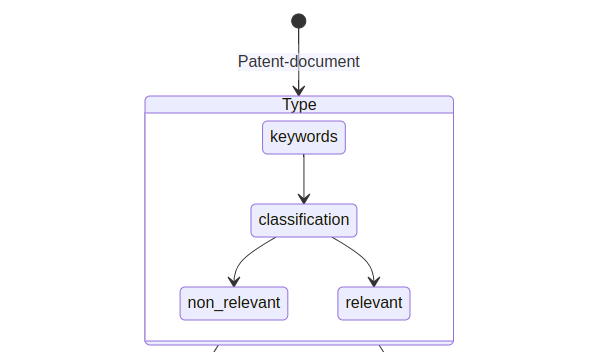 Patent-document
Type
keywords
classification
non_relevant
relevant